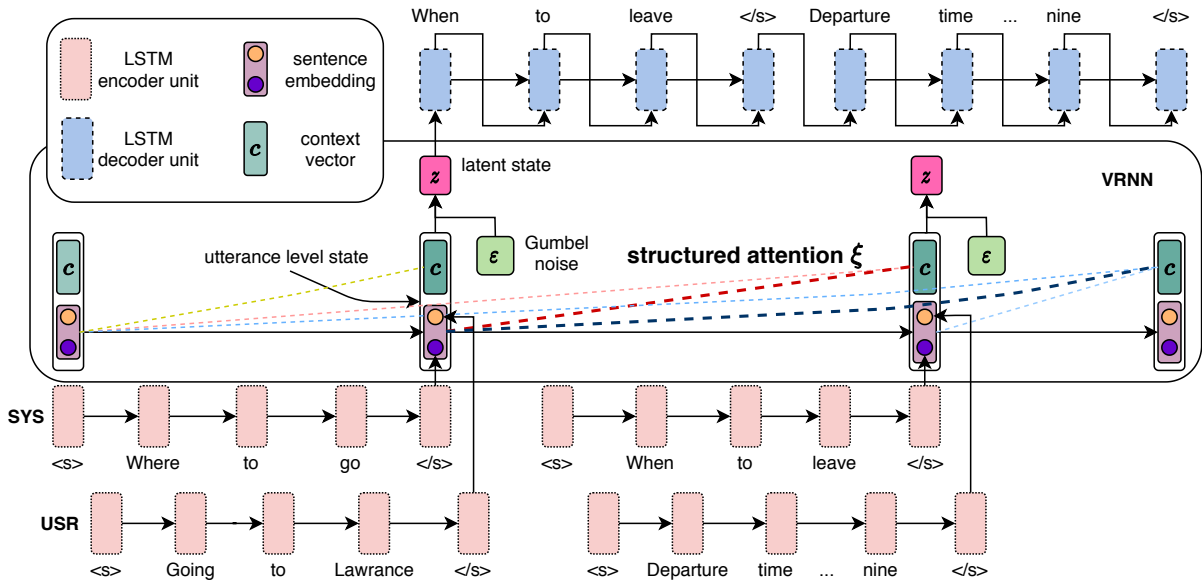 When to leave </s> Departure time ... nine </s>
LSTM
encoder unit
sentence
embedding
LSTM
decoder unit
c
context
vector
z
latent state
z
VRNN
c
utterance level state
c
ε
Gumbel
noise
structured attention ξ
c
ε
c
SYS
<s> Where to go </s> <s> When to leave </s>
USR
<s> Going to Lawrance </s> <s> Departure time ... nine </s>